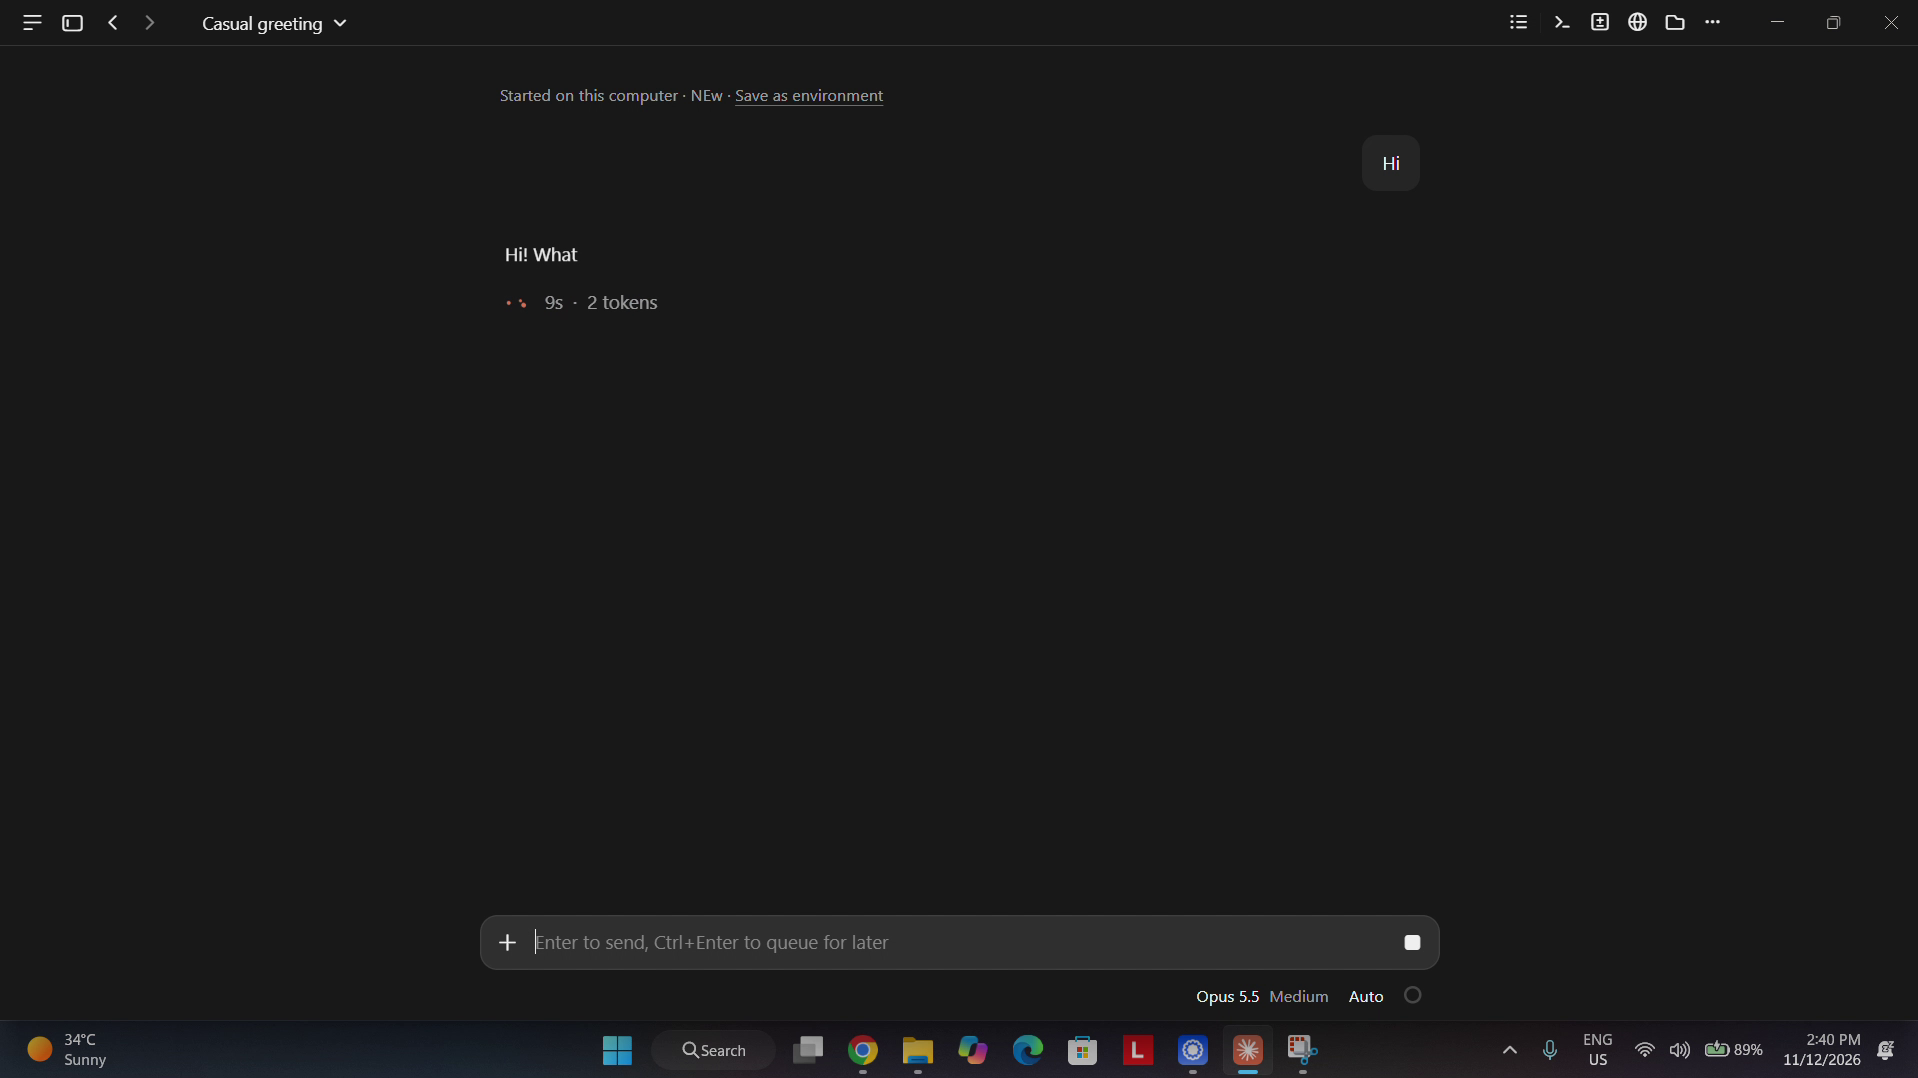 Casual greeting
Started on this computer · NEw · Save as environment
Hi
Hi! What
9s · 2 tokens
Enter to send, Ctrl+Enter to queue for later
Opus 5.5 Medium Auto
34°C
Sunny
Search
L
ENG
US
89%
2:40 PM
11/12/2026